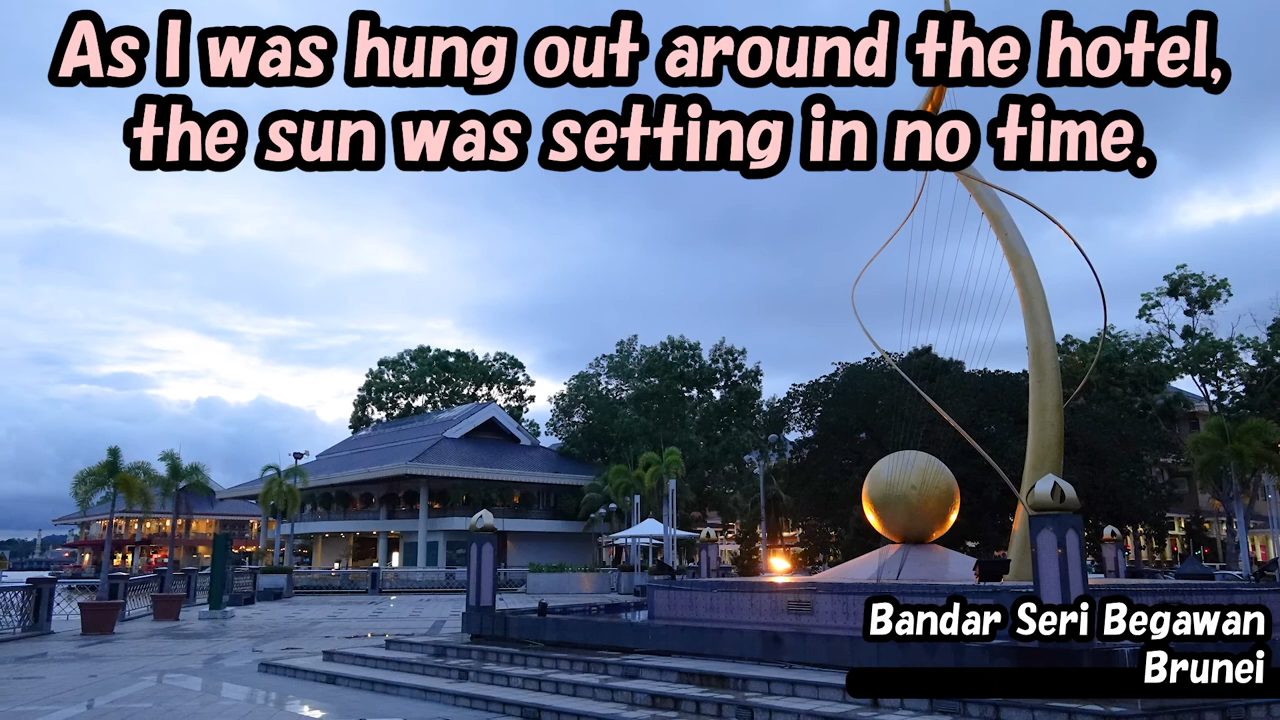 As I was hung out around the hotel,
the sun was setting in no time.
Bandar Seri Begawan
Brunei